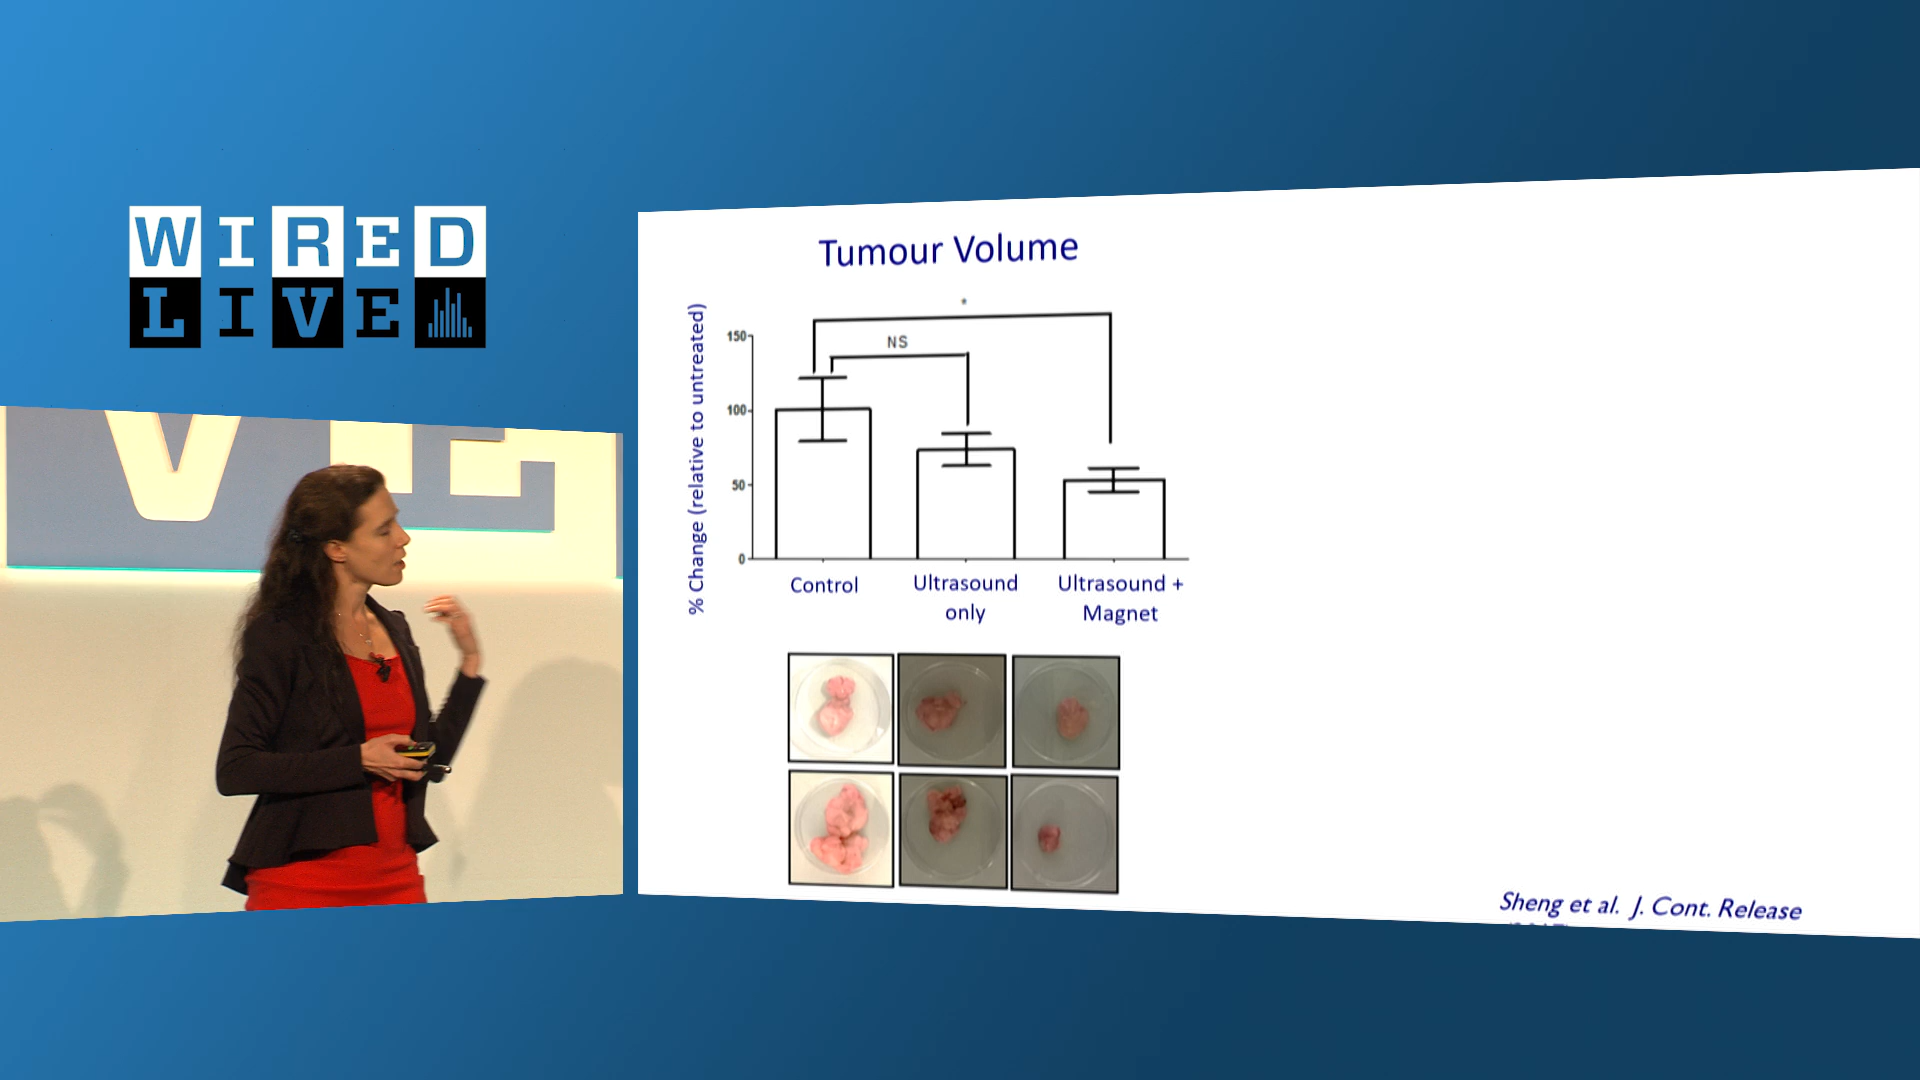 WIRED
LIVE
VE
Tumour Volume
% Change (relative to untreated)
*
NS
150
100
50
0
Control
Ultrasound
only
Ultrasound +
Magnet
Sheng et al. J. Cont. Release